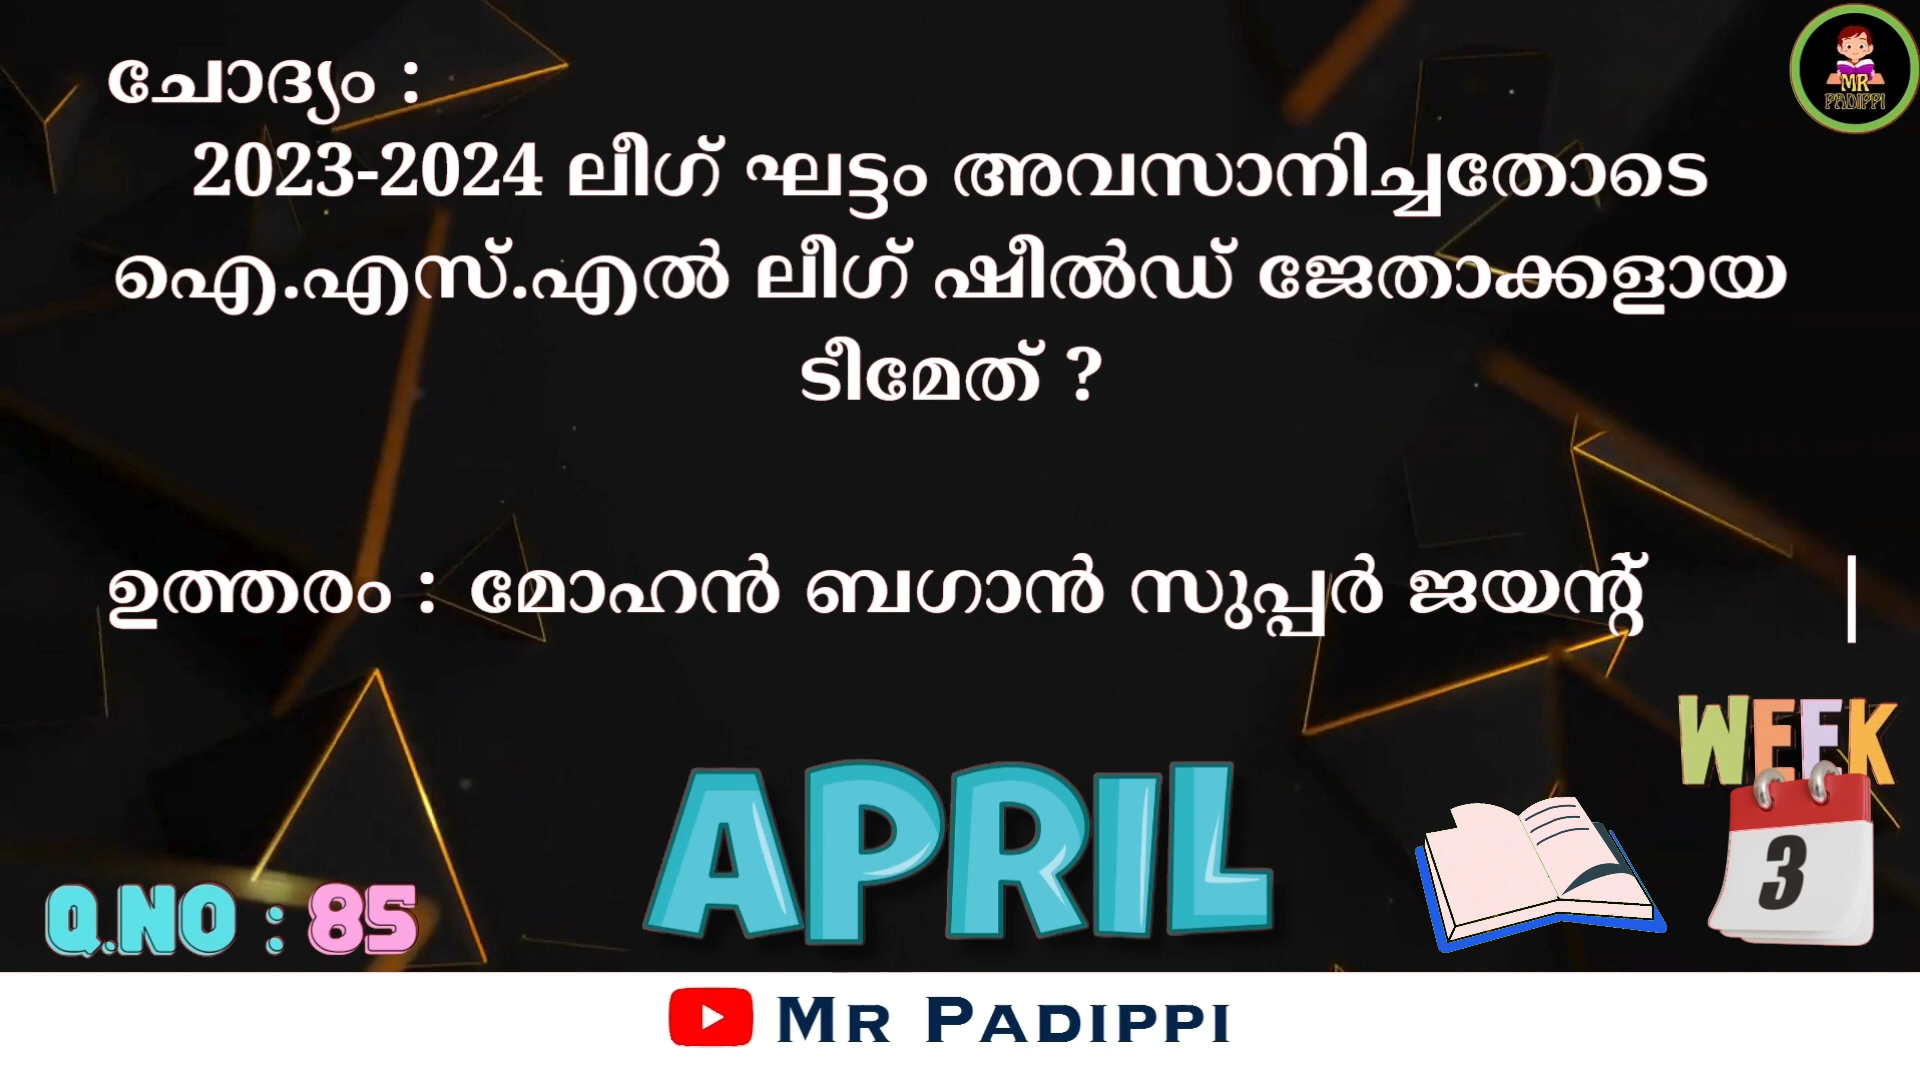 MR
PADIPPI
ചോദ്യം :
2023-2024 ലീഗ് ഘട്ടം അവസാനിച്ചതോടെ
ഐ.എസ്.എൽ ലീഗ് ഷീൽഡ് ജേതാക്കളായ
ടീമേത് ?
ഉത്തരം : മോഹൻ ബഗാൻ സുപ്പർ ജയന്റ് |
WEEK
3
APRIL
Q.NO : 85
MR PADIPPI